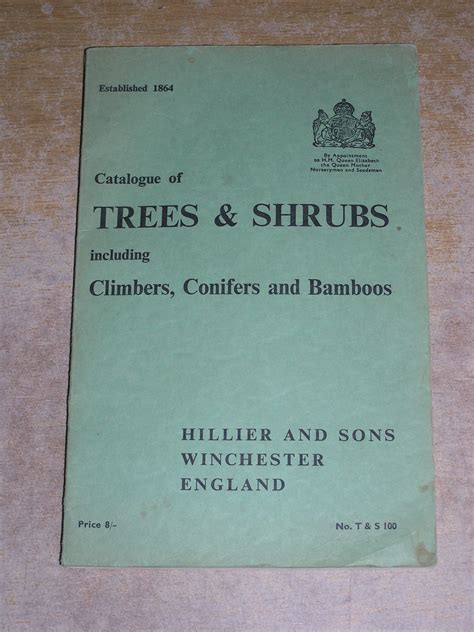 Established 1864
By Appointment
to H.M. Queen Elizabeth
the Queen Mother
Nurserymen and Seedsmen
Catalogue of
TREES & SHRUBS
including
Climbers, Conifers and Bamboos
HILLIER AND SONS
WINCHESTER
ENGLAND
Price 8/-
No. T & S 100